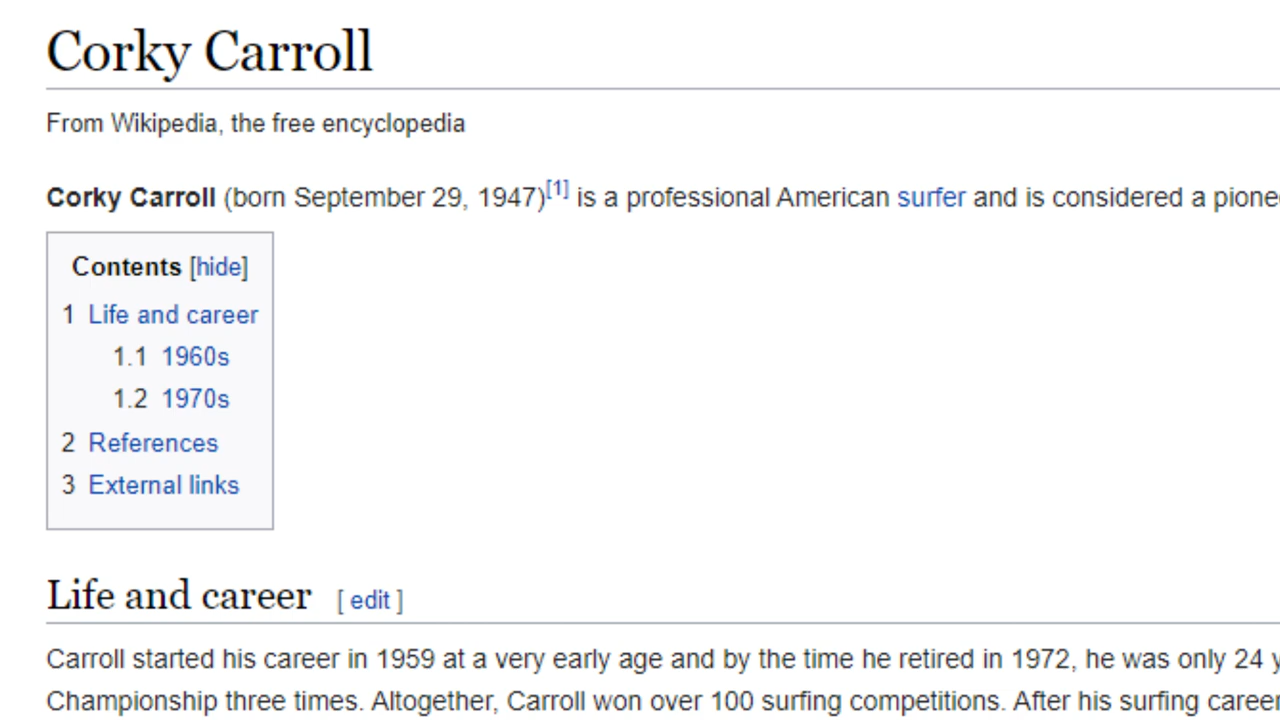 Corky Carroll
From Wikipedia, the free encyclopedia
Corky Carroll (born September 29, 1947)[1] is a professional American surfer and is considered a
Contents [hide]
1 Life and career
1.1 1960s
1.2 1970s
2 References
3 External links
Life and career [ edit ]
Carroll started his career in 1959 at a very early age and by the time he retired in 1972, he was only 24
Championship three times. Altogether, Carroll won over 100 surfing competitions. After his surfing career